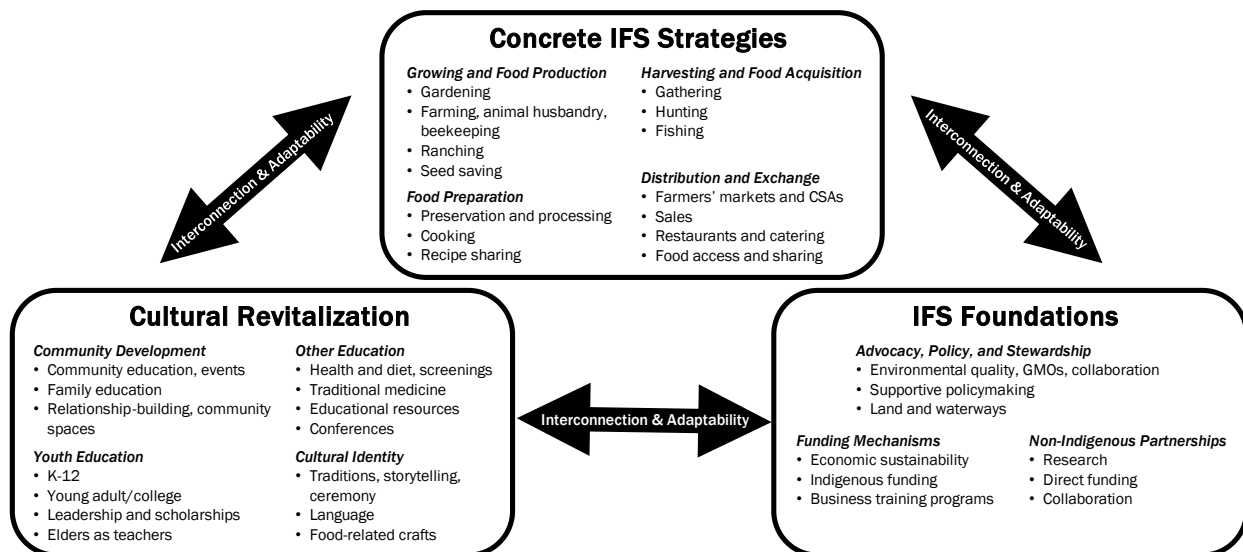 Concrete IFS Strategies
Growing and Food Production
• Gardening
• Farming, animal husbandry,
beekeeping
• Ranching
• Seed saving
Food Preparation
• Preservation and processing
• Cooking
• Recipe sharing
Harvesting and Food Acquisition
• Gathering
• Hunting
• Fishing
Distribution and Exchange
• Farmers’ markets and CSAs
• Sales
• Restaurants and catering
• Food access and sharing
Interconnection & Adaptability
Interconnection & Adaptability
Cultural Revitalization
Community Development
• Community education, events
• Family education
• Relationship-building, community
spaces
Youth Education
• K-12
• Young adult/college
• Leadership and scholarships
• Elders as teachers
Other Education
• Health and diet, screenings
• Traditional medicine
• Educational resources
• Conferences
Cultural Identity
• Traditions, storytelling,
ceremony
• Language
• Food-related crafts
Interconnection & Adaptability
IFS Foundations
Advocacy, Policy, and Stewardship
• Environmental quality, GMOs, collaboration
• Supportive policymaking
• Land and waterways
Funding Mechanisms
• Economic sustainability
• Indigenous funding
• Business training programs
Non-Indigenous Partnerships
• Research
• Direct funding
• Collaboration